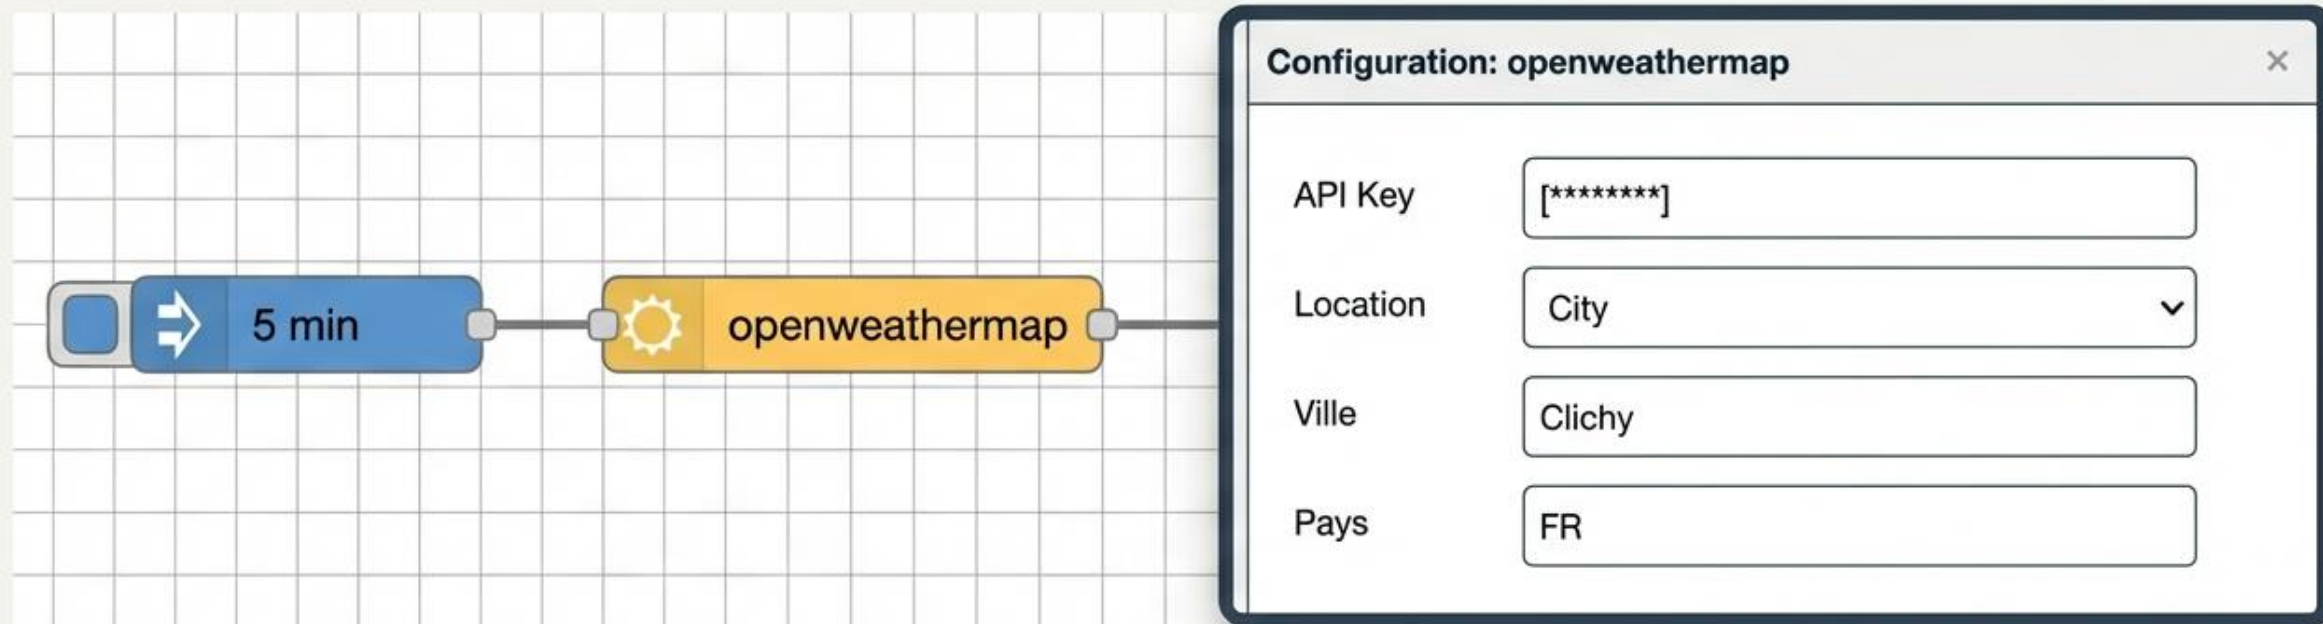 5 min
openweathermap
Configuration: openweathermap ×
API Key [********]
Location City
Ville Clichy
Pays FR